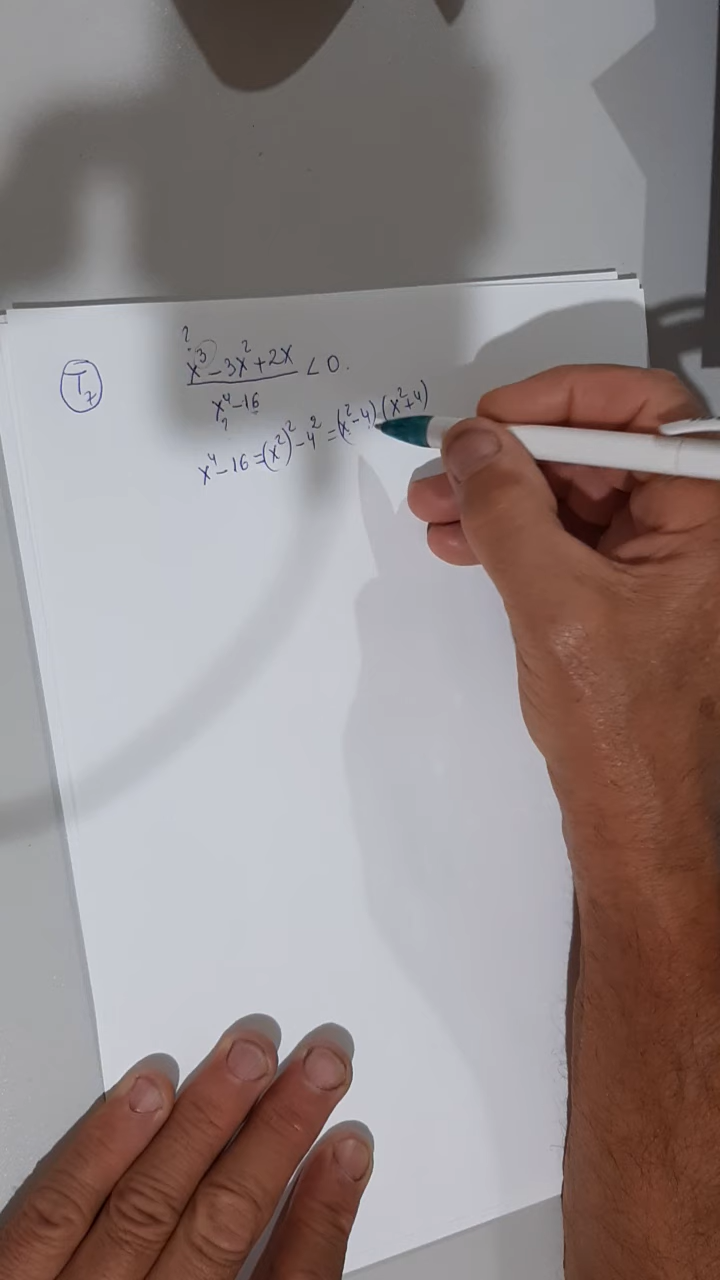 ?
T₇
x³-3x²+2x
────────── < 0.
x⁴-16
?
x⁴-16=(x²)²-4²=(x²-4)(x²+4)